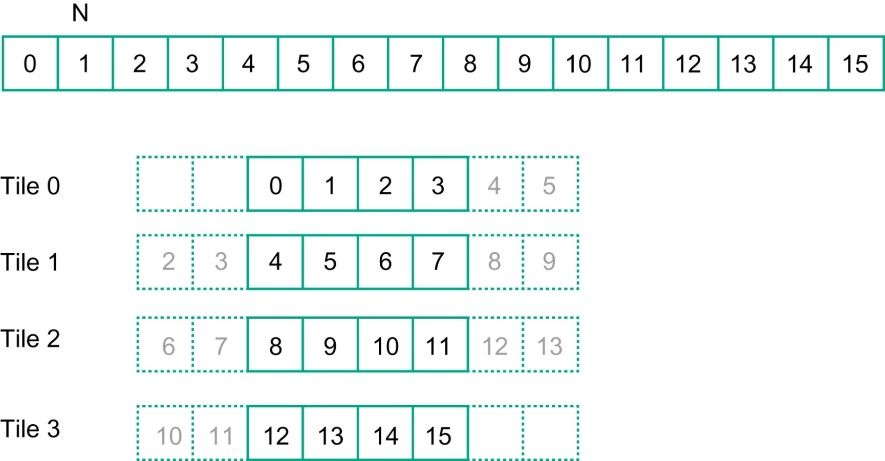 N
0 1 2 3 4 5 6 7 8 9 10 11 12 13 14 15
Tile 0 0 1 2 3 4 5
Tile 1 2 3 4 5 6 7 8 9
Tile 2 6 7 8 9 10 11 12 13
Tile 3 10 11 12 13 14 15